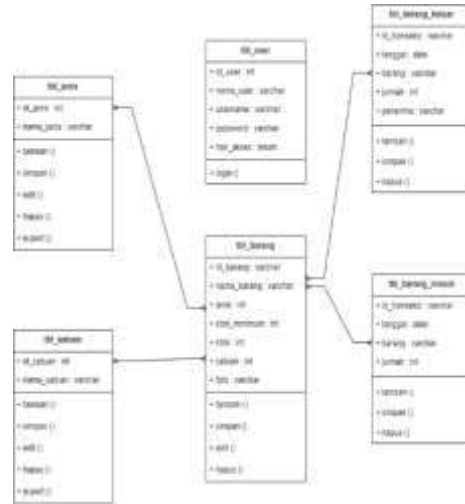 tbl_jenis
+ id_jenis : int
+ nama_jenis : varchar
+ tambah()
+ simpan()
+ edit()
+ hapus()
+ export()
tbl_user
+ id_user : int
+ nama_user : varchar
+ username : varchar
+ password : varchar
+ hak_akses : enum
+ login()
tbl_barang_keluar
+ id_transaksi : varchar
+ tanggal : date
+ barang : varchar
+ jumlah : int
+ penerima : varchar
+ tambah()
+ simpan()
+ hapus()
tbl_satuan
+ id_satuan : int
+ nama_satuan : varchar
+ tambah()
+ simpan()
+ edit()
+ hapus()
+ export()
tbl_barang
+ id_barang : varchar
+ nama_barang : varchar
+ jenis : int
+ stok_minimum : int
+ stok : int
+ satuan : int
+ foto : varchar
+ tambah()
+ simpan()
+ edit()
+ hapus()
tbl_barang_masuk
+ id_transaksi : varchar
+ tanggal : date
+ barang : varchar
+ jumlah : int
+ tambah()
+ simpan()
+ hapus()